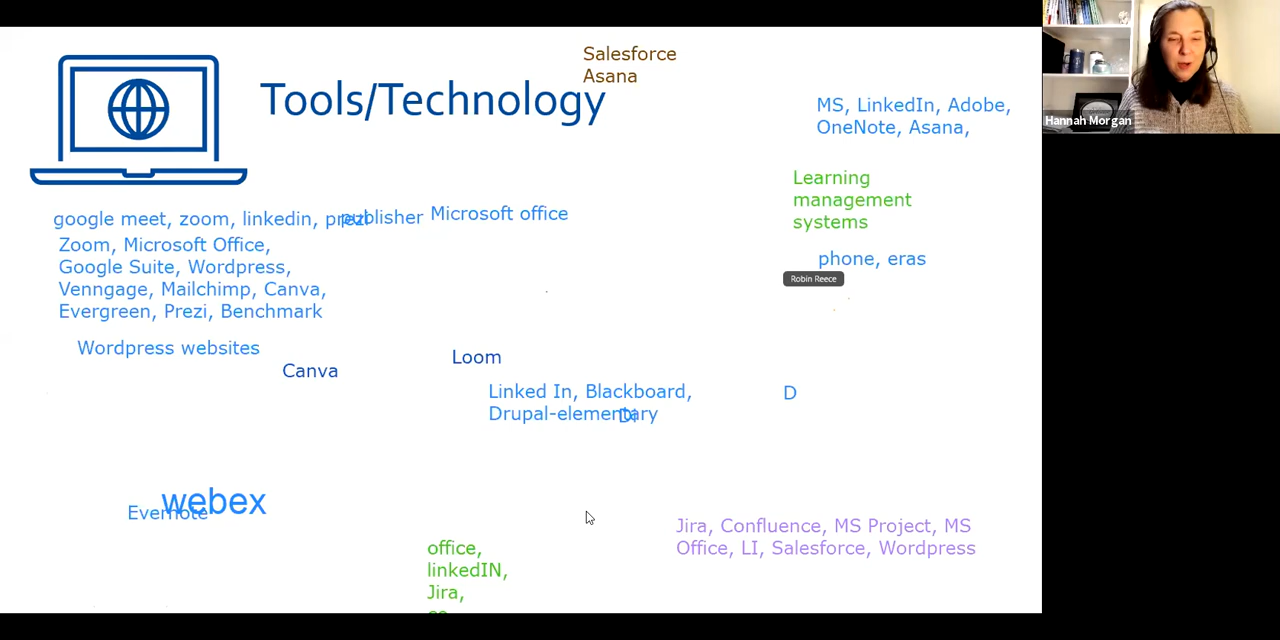 Salesforce
Asana
Tools/Technology
MS, LinkedIn, Adobe,
OneNote, Asana,
Hannah Morgan
Learning
management
systems
google meet, zoom, linkedin, prezi
publisher
Microsoft office
Zoom, Microsoft Office,
Google Suite, Wordpress,
Venngage, Mailchimp, Canva,
Evergreen, Prezi, Benchmark
phone, eras
Robin Reece
Wordpress websites
Canva
Loom
Linked In, Blackboard,
Drupal-elementary
D
webex
Evernote
Jira, Confluence, MS Project, MS
Office, LI, Salesforce, Wordpress
office,
linkedIN,
Jira,